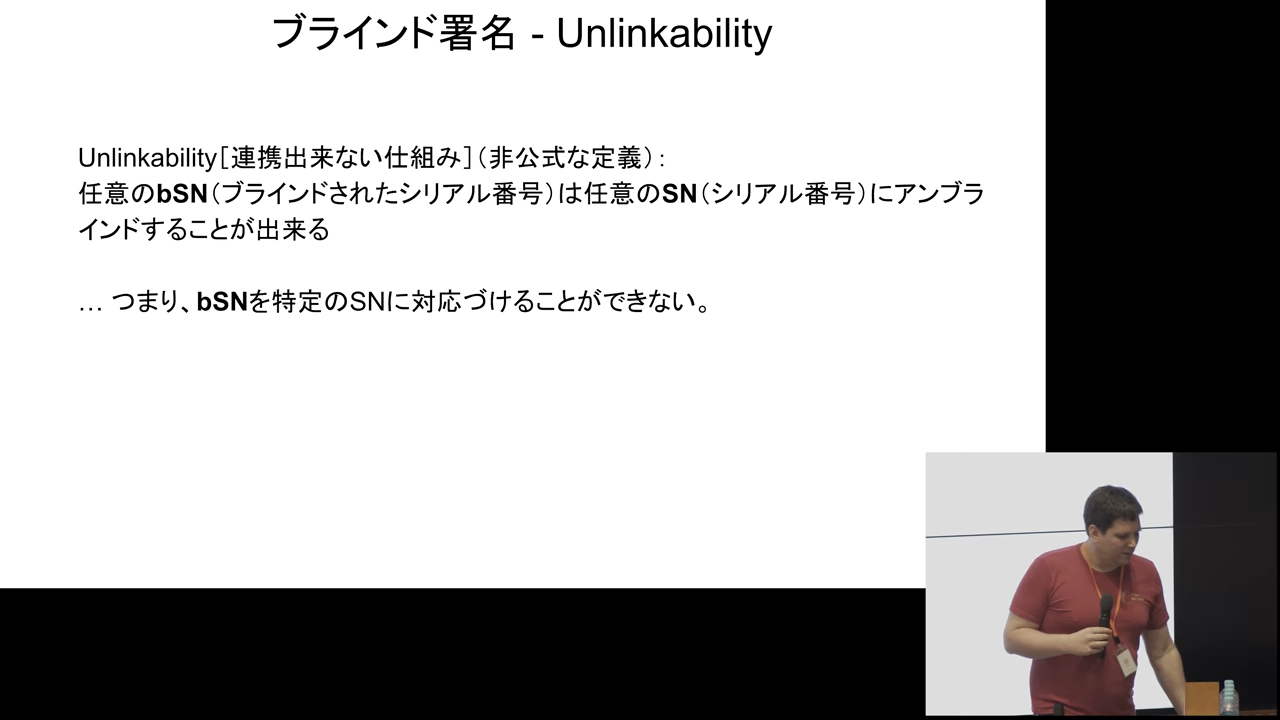 ブラインド署名 - Unlinkability
Unlinkability［連携出来ない仕組み］（非公式な定義）：
任意のbSN（ブラインドされたシリアル番号）は任意のSN（シリアル番号）にアンブラ
インドすることが出来る
… つまり、bSNを特定のSNに対応づけることができない。